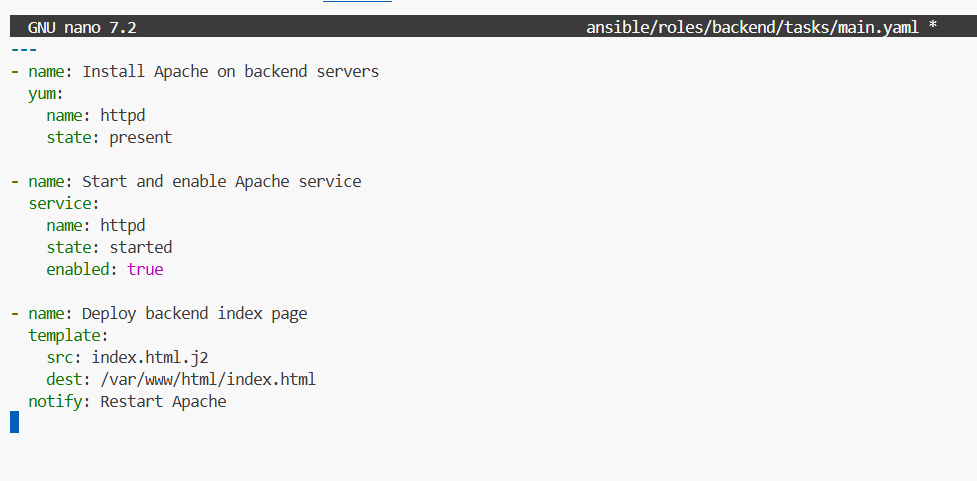 GNU nano 7.2 ansible/roles/backend/tasks/main.yaml *
---
- name: Install Apache on backend servers
  yum:
    name: httpd
    state: present

- name: Start and enable Apache service
  service:
    name: httpd
    state: started
    enabled: true

- name: Deploy backend index page
  template:
    src: index.html.j2
    dest: /var/www/html/index.html
  notify: Restart Apache